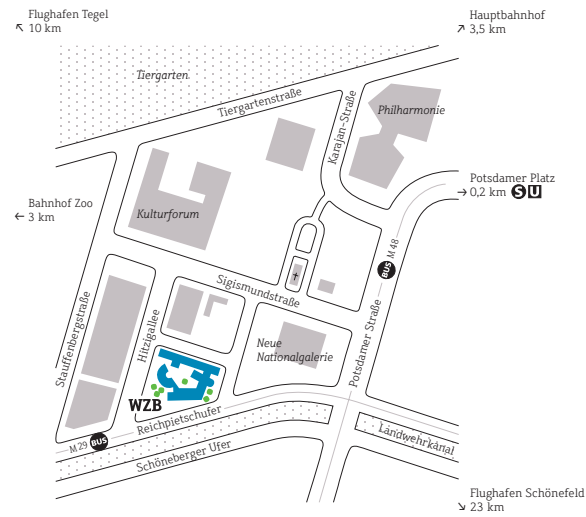 Flughafen Tegel
↖ 10 km
Hauptbahnhof
↗ 3,5 km
Tiergarten
Tiergartenstraße
Philharmonie
Karajan-Straße
Potsdamer Platz
→ 0,2 km S U
Bahnhof Zoo
← 3 km
Kulturforum
BUS M 48
Sigismundstraße
Stauffenbergstraße
Hitzigallee
Neue
Nationalgalerie
Potsdamer Straße
WZB
Reichpietschufer
M 29 BUS
Schöneberger Ufer
Landwehrkanal
Flughafen Schönefeld
↘ 23 km